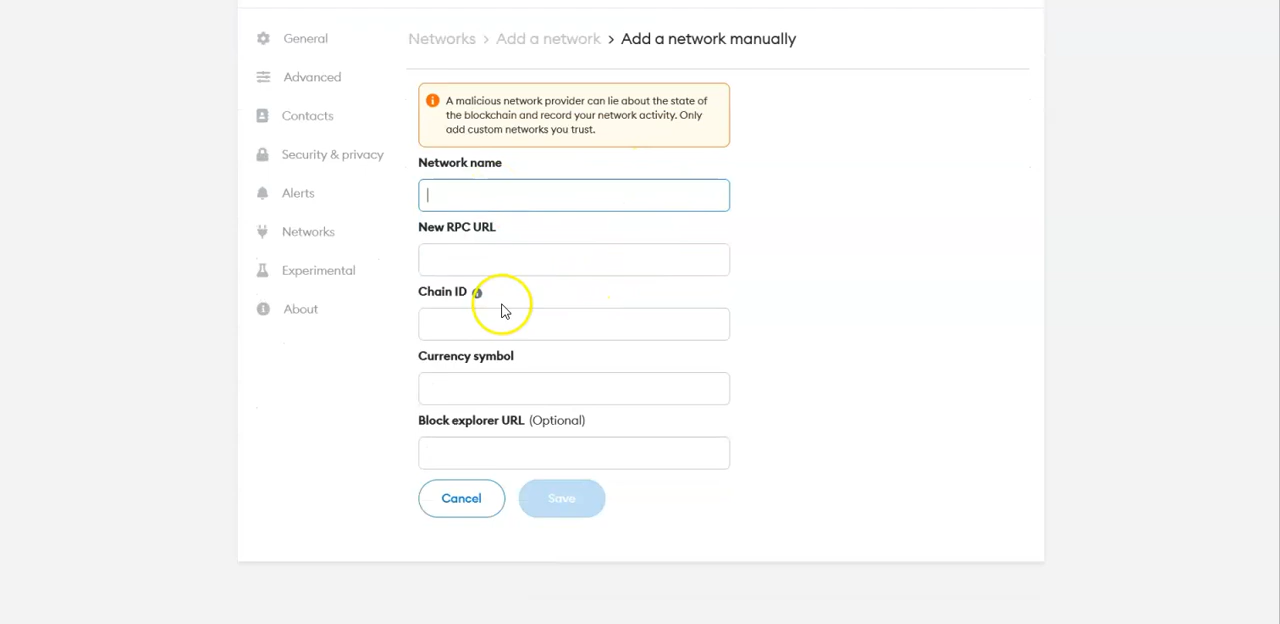 General
Advanced
Contacts
Security & privacy
Alerts
Networks
Experimental
About
Networks > Add a network > Add a network manually
A malicious network provider can lie about the state of
the blockchain and record your network activity. Only
add custom networks you trust.
Network name
New RPC URL
Chain ID
Currency symbol
Block explorer URL (Optional)
Cancel
Save